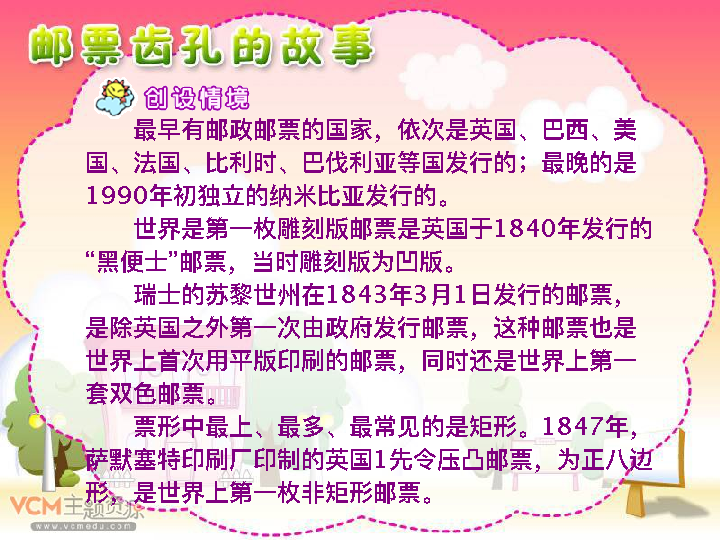 邮票齿孔的故事
创设情境
最早有邮政邮票的国家，依次是英国、巴西、美
国、法国、比利时、巴伐利亚等国发行的；最晚的是
1990年初独立的纳米比亚发行的。
世界是第一枚雕刻版邮票是英国于1840年发行的
“黑便士”邮票，当时雕刻版为凹版。
瑞士的苏黎世州在1843年3月1日发行的邮票，
是除英国之外第一次由政府发行邮票，这种邮票也是
世界上首次用平版印刷的邮票，同时还是世界上第一
套双色邮票。
票形中最上、最多、最常见的是矩形。1847年，
萨默塞特印刷厂印制的英国1先令压凸邮票，为正八边
形，是世界上第一枚非矩形邮票。
VCM主题资源
www.vcmedu.com